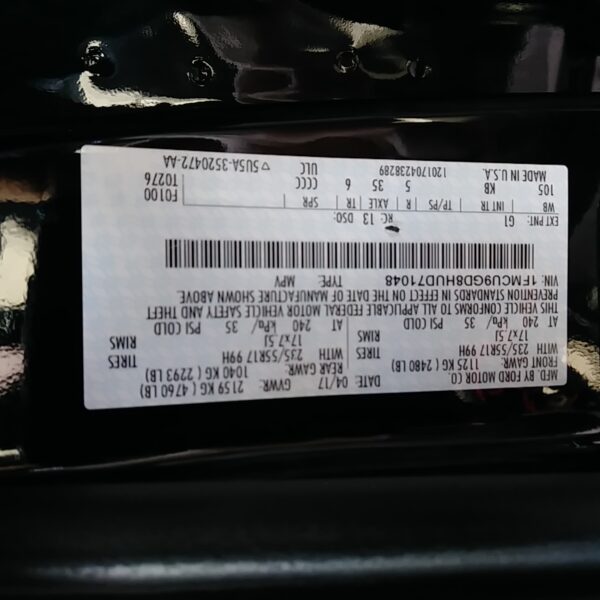 MFD. BY FORD MOTOR CO.
DATE: 04/17 GVWR: 2159 KG ( 4760 LB)
FRONT GAWR: 1125 KG ( 2480 LB) REAR GAWR: 1040 KG ( 2293 LB)
WITH 235/55R17 99H TIRES WITH 235/55R17 99H TIRES
17x7.5J RIMS 17x7.5J RIMS
AT 240 kPa/ 35 PSI COLD AT 240 kPa/ 35 PSI COLD
THIS VEHICLE CONFORMS TO ALL APPLICABLE FEDERAL MOTOR VEHICLE SAFETY AND THEFT
PREVENTION STANDARDS IN EFFECT ON THE DATE OF MANUFACTURE SHOWN ABOVE.
VIN: 1FMCU9GD8HUD71048 TYPE: MPV
EXT PNT: G1 RC: 13 DSO: F0100
WB INT TR TP/PS R AXLE TR SPR T0276
105 KB 5 35 6 CCCC
MADE IN U.S.A. 1201704238289 ULC 5U5A-3520472-AA